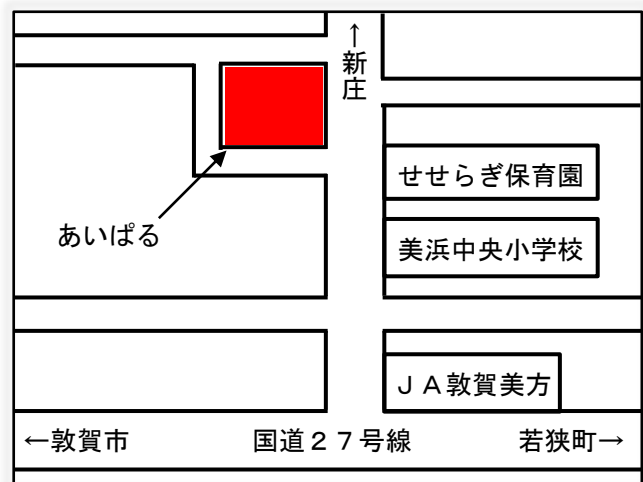 ↑新庄
せせらぎ保育園
あいぱる
美浜中央小学校
ＪＡ敦賀美方
←敦賀市
国道２７号線
若狭町→